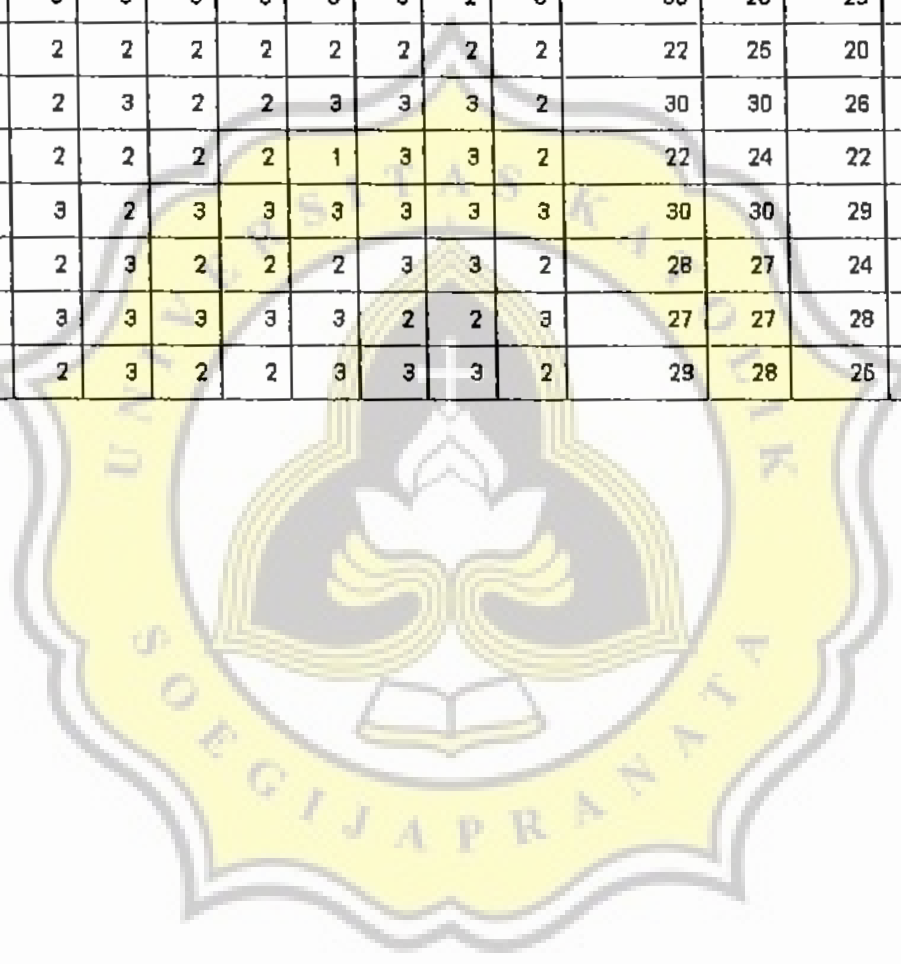 2 2 2 2 2 2 2 2 22 25 20
2 3 2 2 3 3 3 2 30 30 26
2 2 2 2 1 3 3 2 22 24 22
3 2 3 3 3 3 3 3 30 30 29
2 3 2 2 2 3 3 2 27 24
3 3 3 3 3 2 2 3 27 27 28
2 3 2 2 3 3 3 2 29 28
UNIVERSITAS KATOLIK
SOEGIJAPRANATA